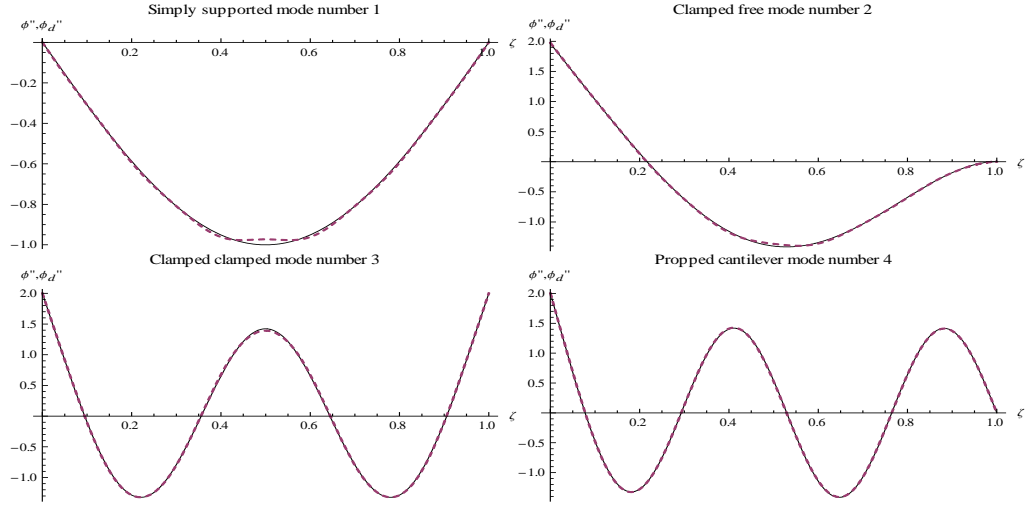 Simply supported mode number 1
ϕ'',ϕd''
0.2 0.4 0.6 0.8 1.0 ζ
−0.2
−0.4
−0.6
−0.8
−1.0
Clamped free mode number 2
ϕ'',ϕd''
2.0
1.5
1.0
0.5
0.2 0.4 0.6 0.8 1.0 ζ
−0.5
−1.0
Clamped clamped mode number 3
ϕ'',ϕd''
2.0
1.5
1.0
0.5
0.2 0.4 0.6 0.8 1.0 ζ
−0.5
−1.0
Propped cantilever mode number 4
ϕ'',ϕd''
2.0
1.5
1.0
0.5
0.2 0.4 0.6 0.8 1.0 ζ
−0.5
−1.0